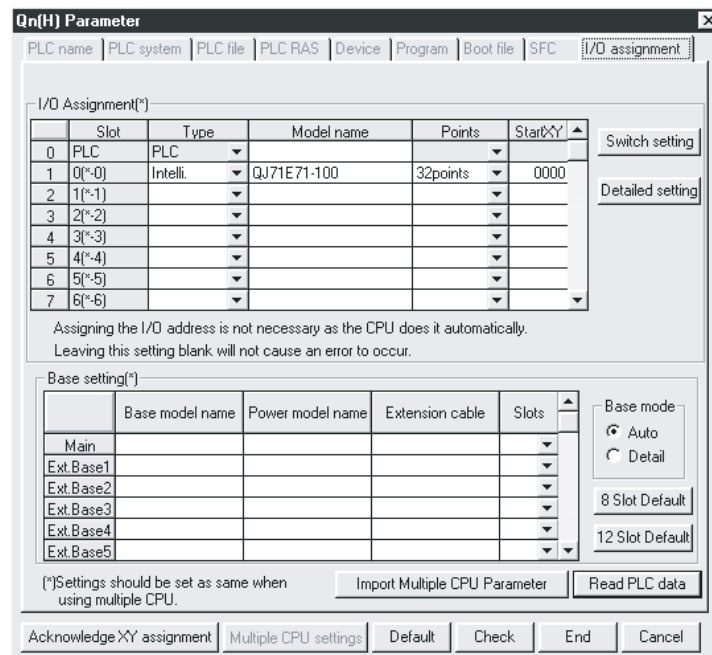 Qn(H) Parameter
PLC name PLC system PLC file PLC RAS Device Program Boot file SFC I/O assignment
I/O Assignment(*)
Slot Type Model name Points StartXY
0 PLC PLC
1 0(*-0) Intelli. QJ71E71-100 32points 0000
2 1(*-1)
3 2(*-2)
4 3(*-3)
5 4(*-4)
6 5(*-5)
7 6(*-6)
Switch setting
Detailed setting
Assigning the I/O address is not necessary as the CPU does it automatically.
Leaving this setting blank will not cause an error to occur.
Base setting(*)
Base model name Power model name Extension cable Slots
Main
Ext.Base1
Ext.Base2
Ext.Base3
Ext.Base4
Ext.Base5
Base mode
Auto
Detail
8 Slot Default
12 Slot Default
(*)Settings should be set as same when
using multiple CPU.
Import Multiple CPU Parameter Read PLC data
Acknowledge XY assignment Multiple CPU settings Default Check End Cancel